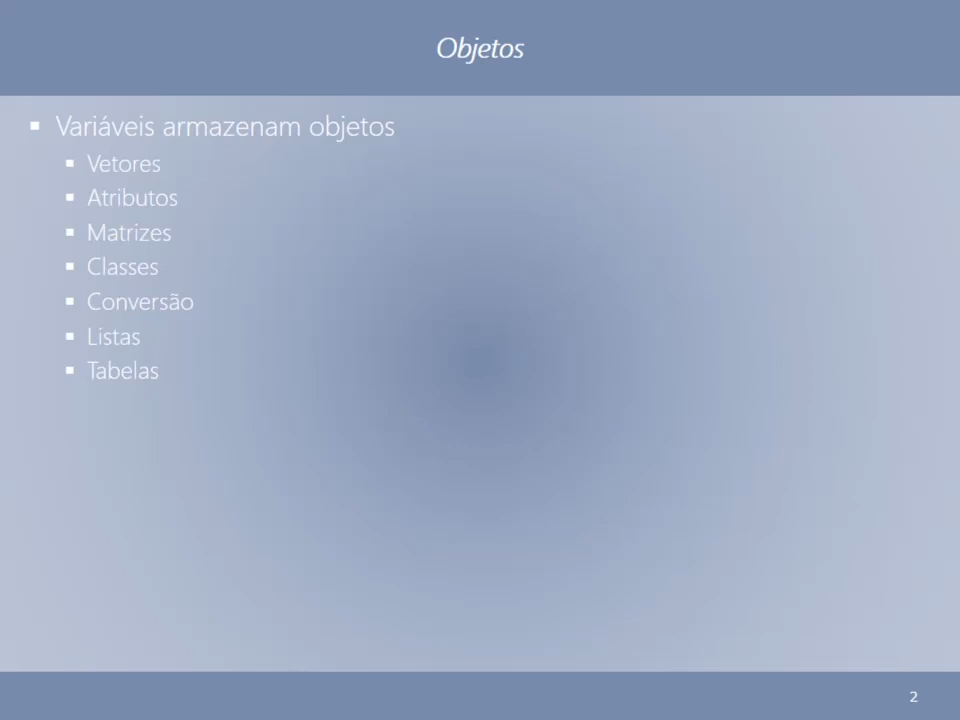 Objetos
▪ Variáveis armazenam objetos
▪ Vetores
▪ Atributos
▪ Matrizes
▪ Classes
▪ Conversão
▪ Listas
▪ Tabelas
2